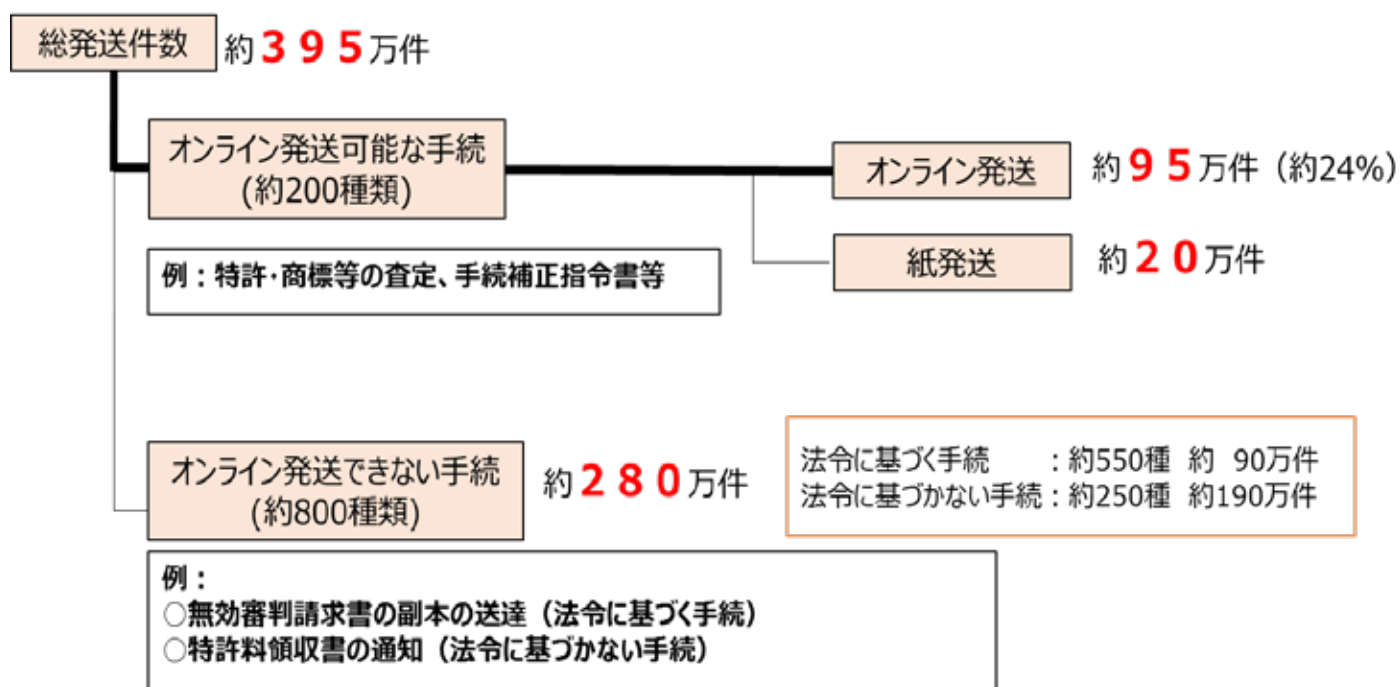 総発送件数 約395万件
オンライン発送可能な手続
(約200種類)
オンライン発送 約95万件（約24%）
紙発送 約20万件
例：特許・商標等の査定、手続補正指令書等
オンライン発送できない手続
(約800種類)
約280万件
法令に基づく手続　　：約550種 約 90万件
法令に基づかない手続：約250種 約190万件
例：
○無効審判請求書の副本の送達（法令に基づく手続）
○特許料領収書の通知（法令に基づかない手続）